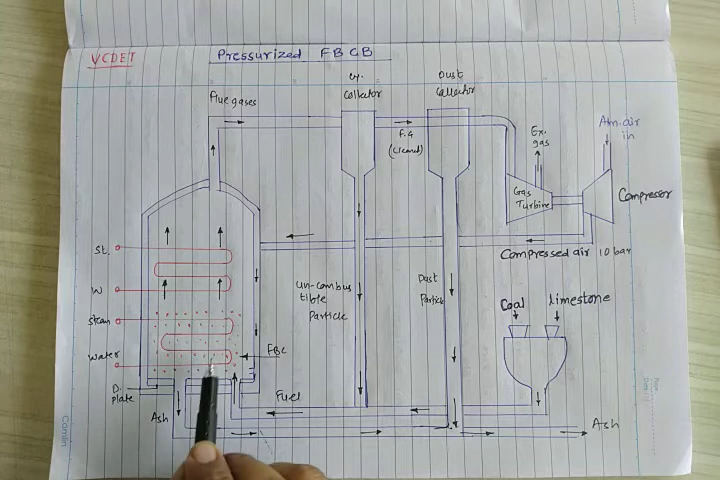 VCDET
Pressurized FBCB
Flue gases
Collector
Dust
Collector
F.G
(Cleaned)
Ex.
gas
Atm.air
in
Gas
Turbine
Compressor
Compressed air 10 bar
St.
W
Steam
Water
D.
plate
FBC
Un-combus
tible
Particle
Dust
Particle
Coal
Limestone
Fuel
Ash
Ash
Camlin